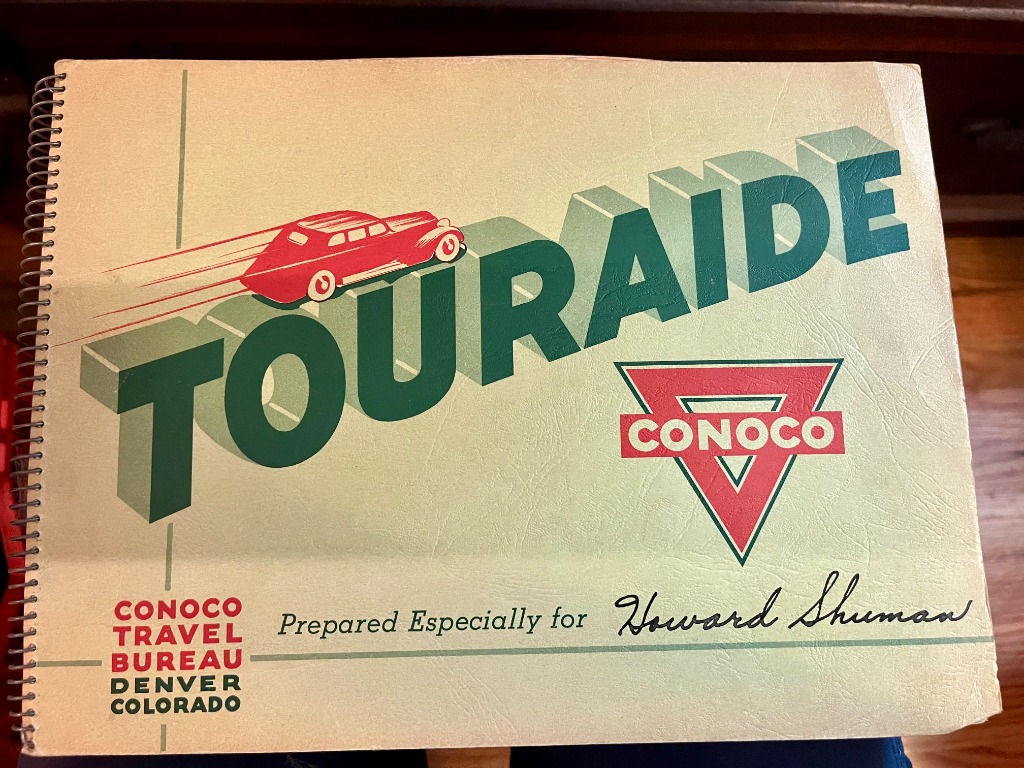 TOURAIDE
CONOCO
CONOCO
TRAVEL
BUREAU
DENVER
COLORADO
Prepared Especially for Howard Shuman